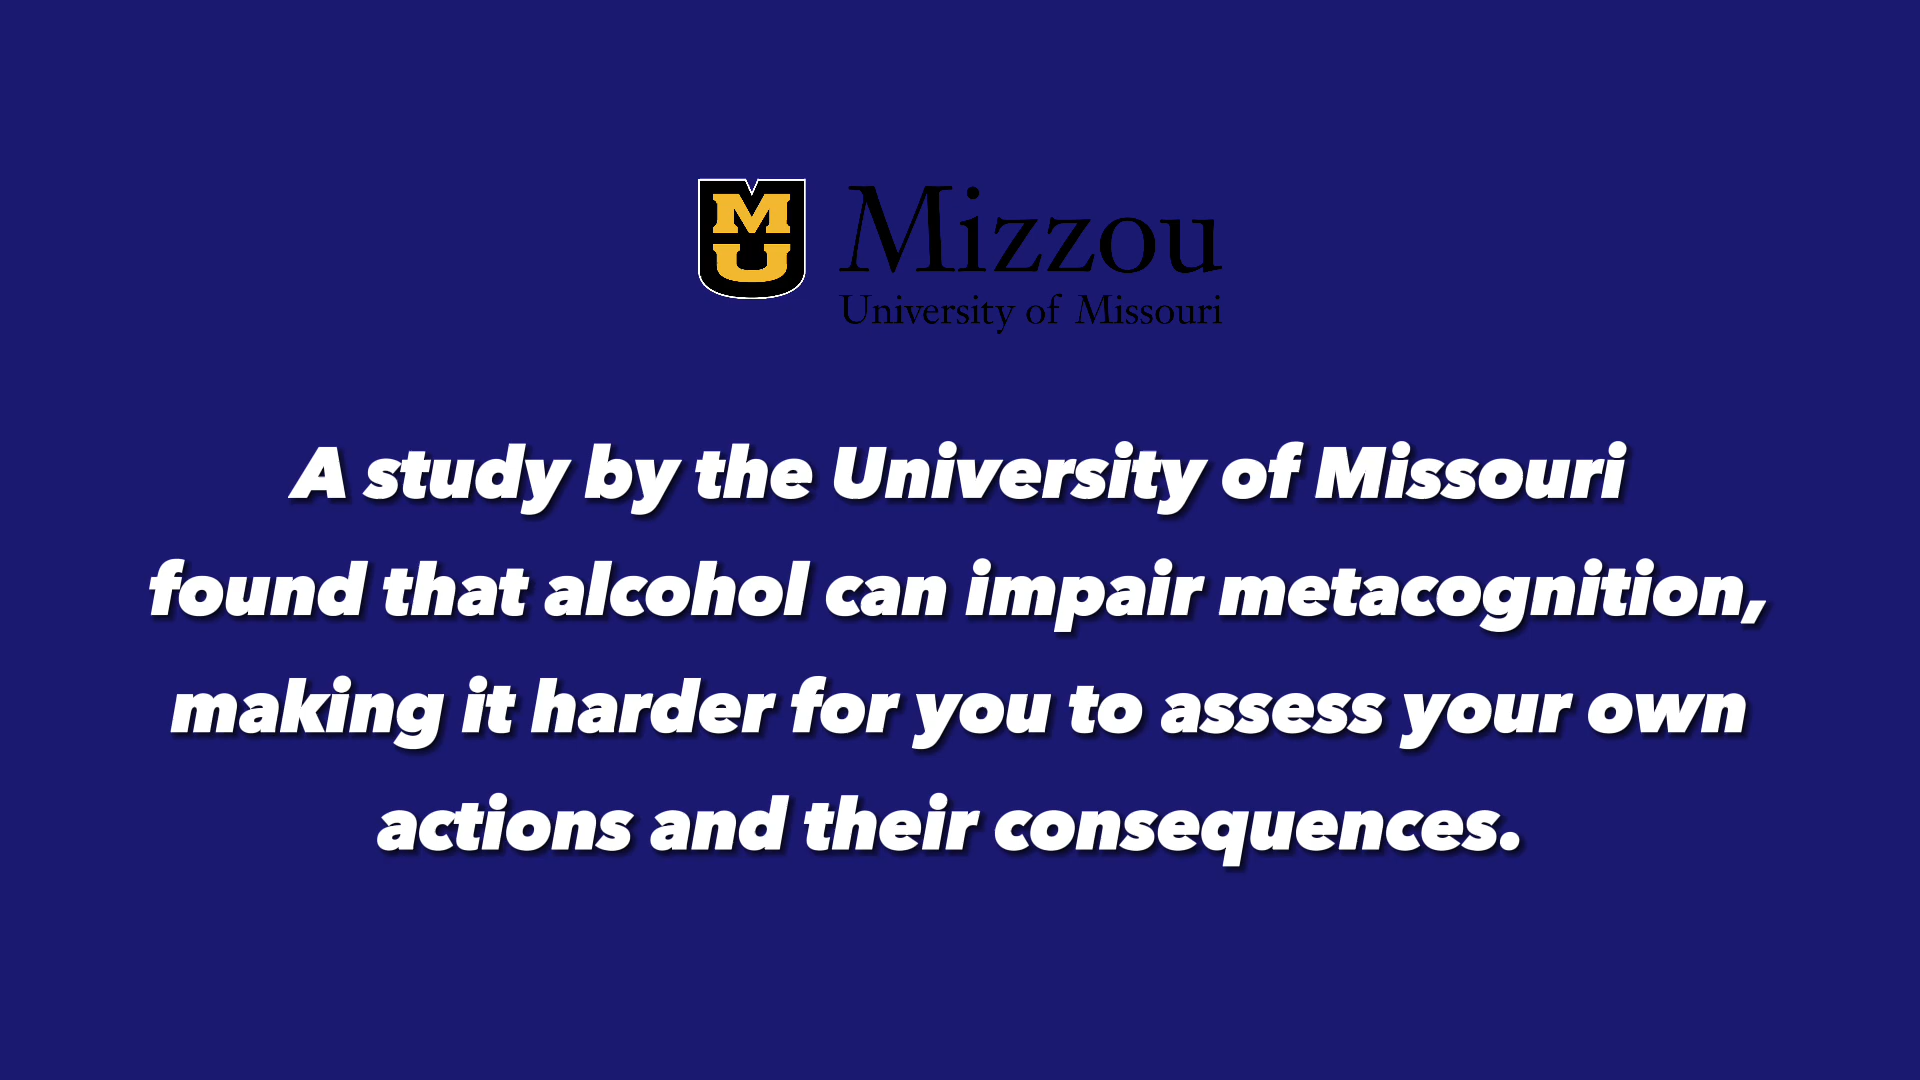 MU
Mizzou
University of Missouri
A study by the University of Missouri
found that alcohol can impair metacognition,
making it harder for you to assess your own
actions and their consequences.